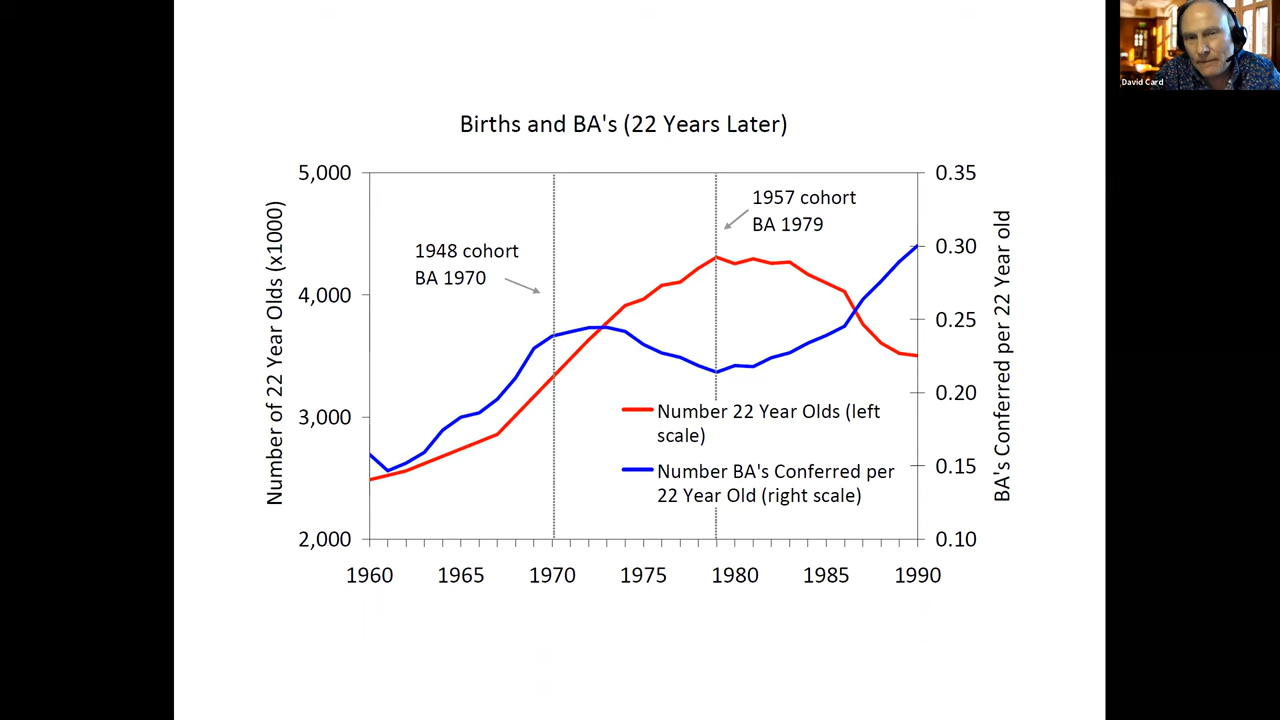 David Card
Births and BA's (22 Years Later)
5,000
4,000
3,000
2,000
Number of 22 Year Olds (x1000)
0.35
0.30
0.25
0.20
0.15
0.10
BA's Conferred per 22 Year old
1948 cohort
BA 1970
1957 cohort
BA 1979
Number 22 Year Olds (left
scale)
Number BA's Conferred per
22 Year Old (right scale)
1960 1965 1970 1975 1980 1985 1990